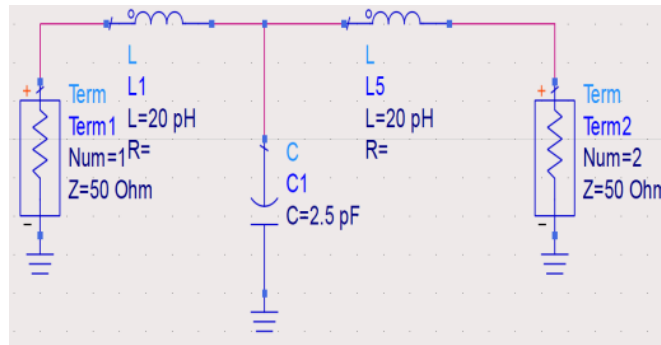 L
L1
L=20 pH
R=
L
L5
L=20 pH
R=
+
Term
Term1
Num=1
Z=50 Ohm
-
C
C1
C=2.5 pF
+
Term
Term2
Num=2
Z=50 Ohm
-